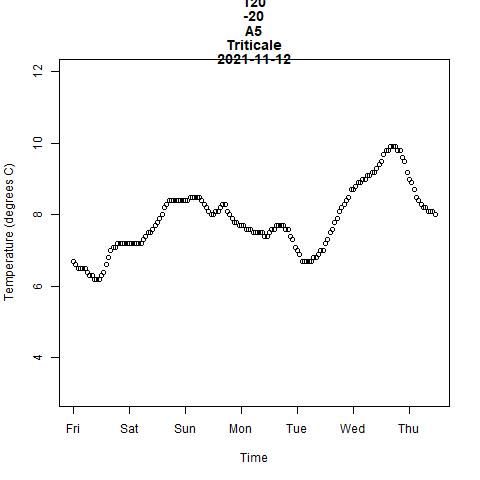 120
-20
A5
Triticale
2021-11-12
12
10
8
6
4
Temperature (degrees C)
Fri Sat Sun Mon Tue Wed Thu
Time